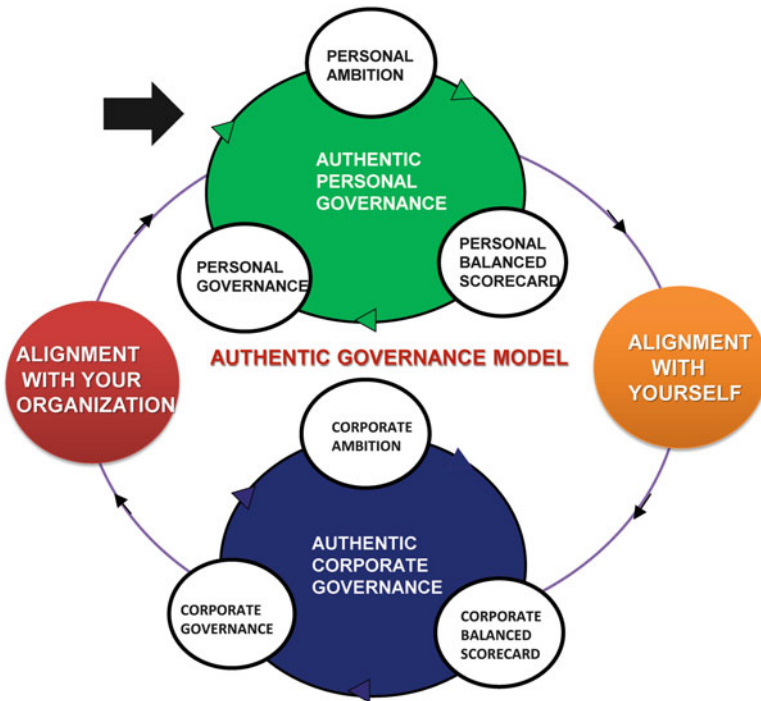 PERSONAL
AMBITION
AUTHENTIC
PERSONAL
GOVERNANCE
PERSONAL
GOVERNANCE
PERSONAL
BALANCED
SCORECARD
ALIGNMENT
WITH YOUR
ORGANIZATION
AUTHENTIC GOVERNANCE MODEL
ALIGNMENT
WITH
YOURSELF
CORPORATE
AMBITION
AUTHENTIC
CORPORATE
GOVERNANCE
CORPORATE
GOVERNANCE
CORPORATE
BALANCED
SCORECARD